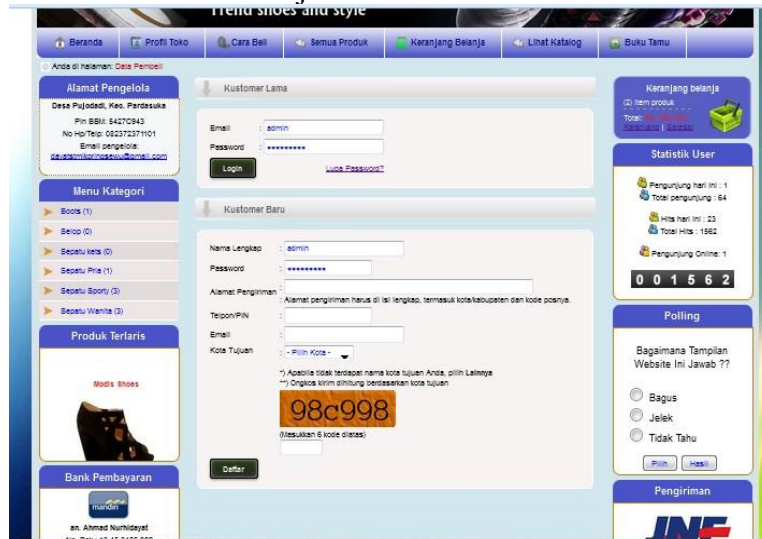 Trend shoes and style
Beranda
Profil Toko
Cara Beli
Semua Produk
Keranjang Belanja
Lihat Katalog
Buku Tamu
Anda di halaman: Data Pembeli
Alamat Pengelola
Desa Pujodadi, Kec. Pardasuka
Pin BBM: 5427C943
No Hp/Telp: 082372371101
Email pengelola:
Menu Kategori
Boots (1)
Selop (0)
Sepatu kets (0)
Sepatu Pria (1)
Sepatu Sporty (3)
Sepatu Wanita (3)
Produk Terlaris
Modis Shoes
Bank Pembayaran
mandiri
an. Ahmad Nurhidayat
Kustomer Lama
Email : admin
Password : •••••••••
Login
Lupa Password?
Kustomer Baru
Nama Lengkap : admin
Password : •••••••••
Alamat Pengiriman :
: Alamat pengiriman harus di isi lengkap, termasuk kota/kabupaten dan kode posnya.
Telpon/PIN :
Email :
Kota Tujuan : - Pilih Kota -
*) Apabila tidak terdapat nama kota tujuan Anda, pilih Lainnya
**) Ongkos kirim dihitung berdasarkan kota tujuan
98c998
(Masukkan 6 kode diatas)
Daftar
Keranjang belanja
(2) item produk
Total:
Keranjang | Selesai
Statistik User
Pengunjung hari ini : 1
Total pengunjung : 64
Hits hari ini : 23
Total Hits : 1562
Pengunjung Online: 1
001562
Polling
Bagaimana Tampilan
Website Ini Jawab ??
Bagus
Jelek
Tidak Tahu
Pilih
Hasil
Pengiriman
JNE